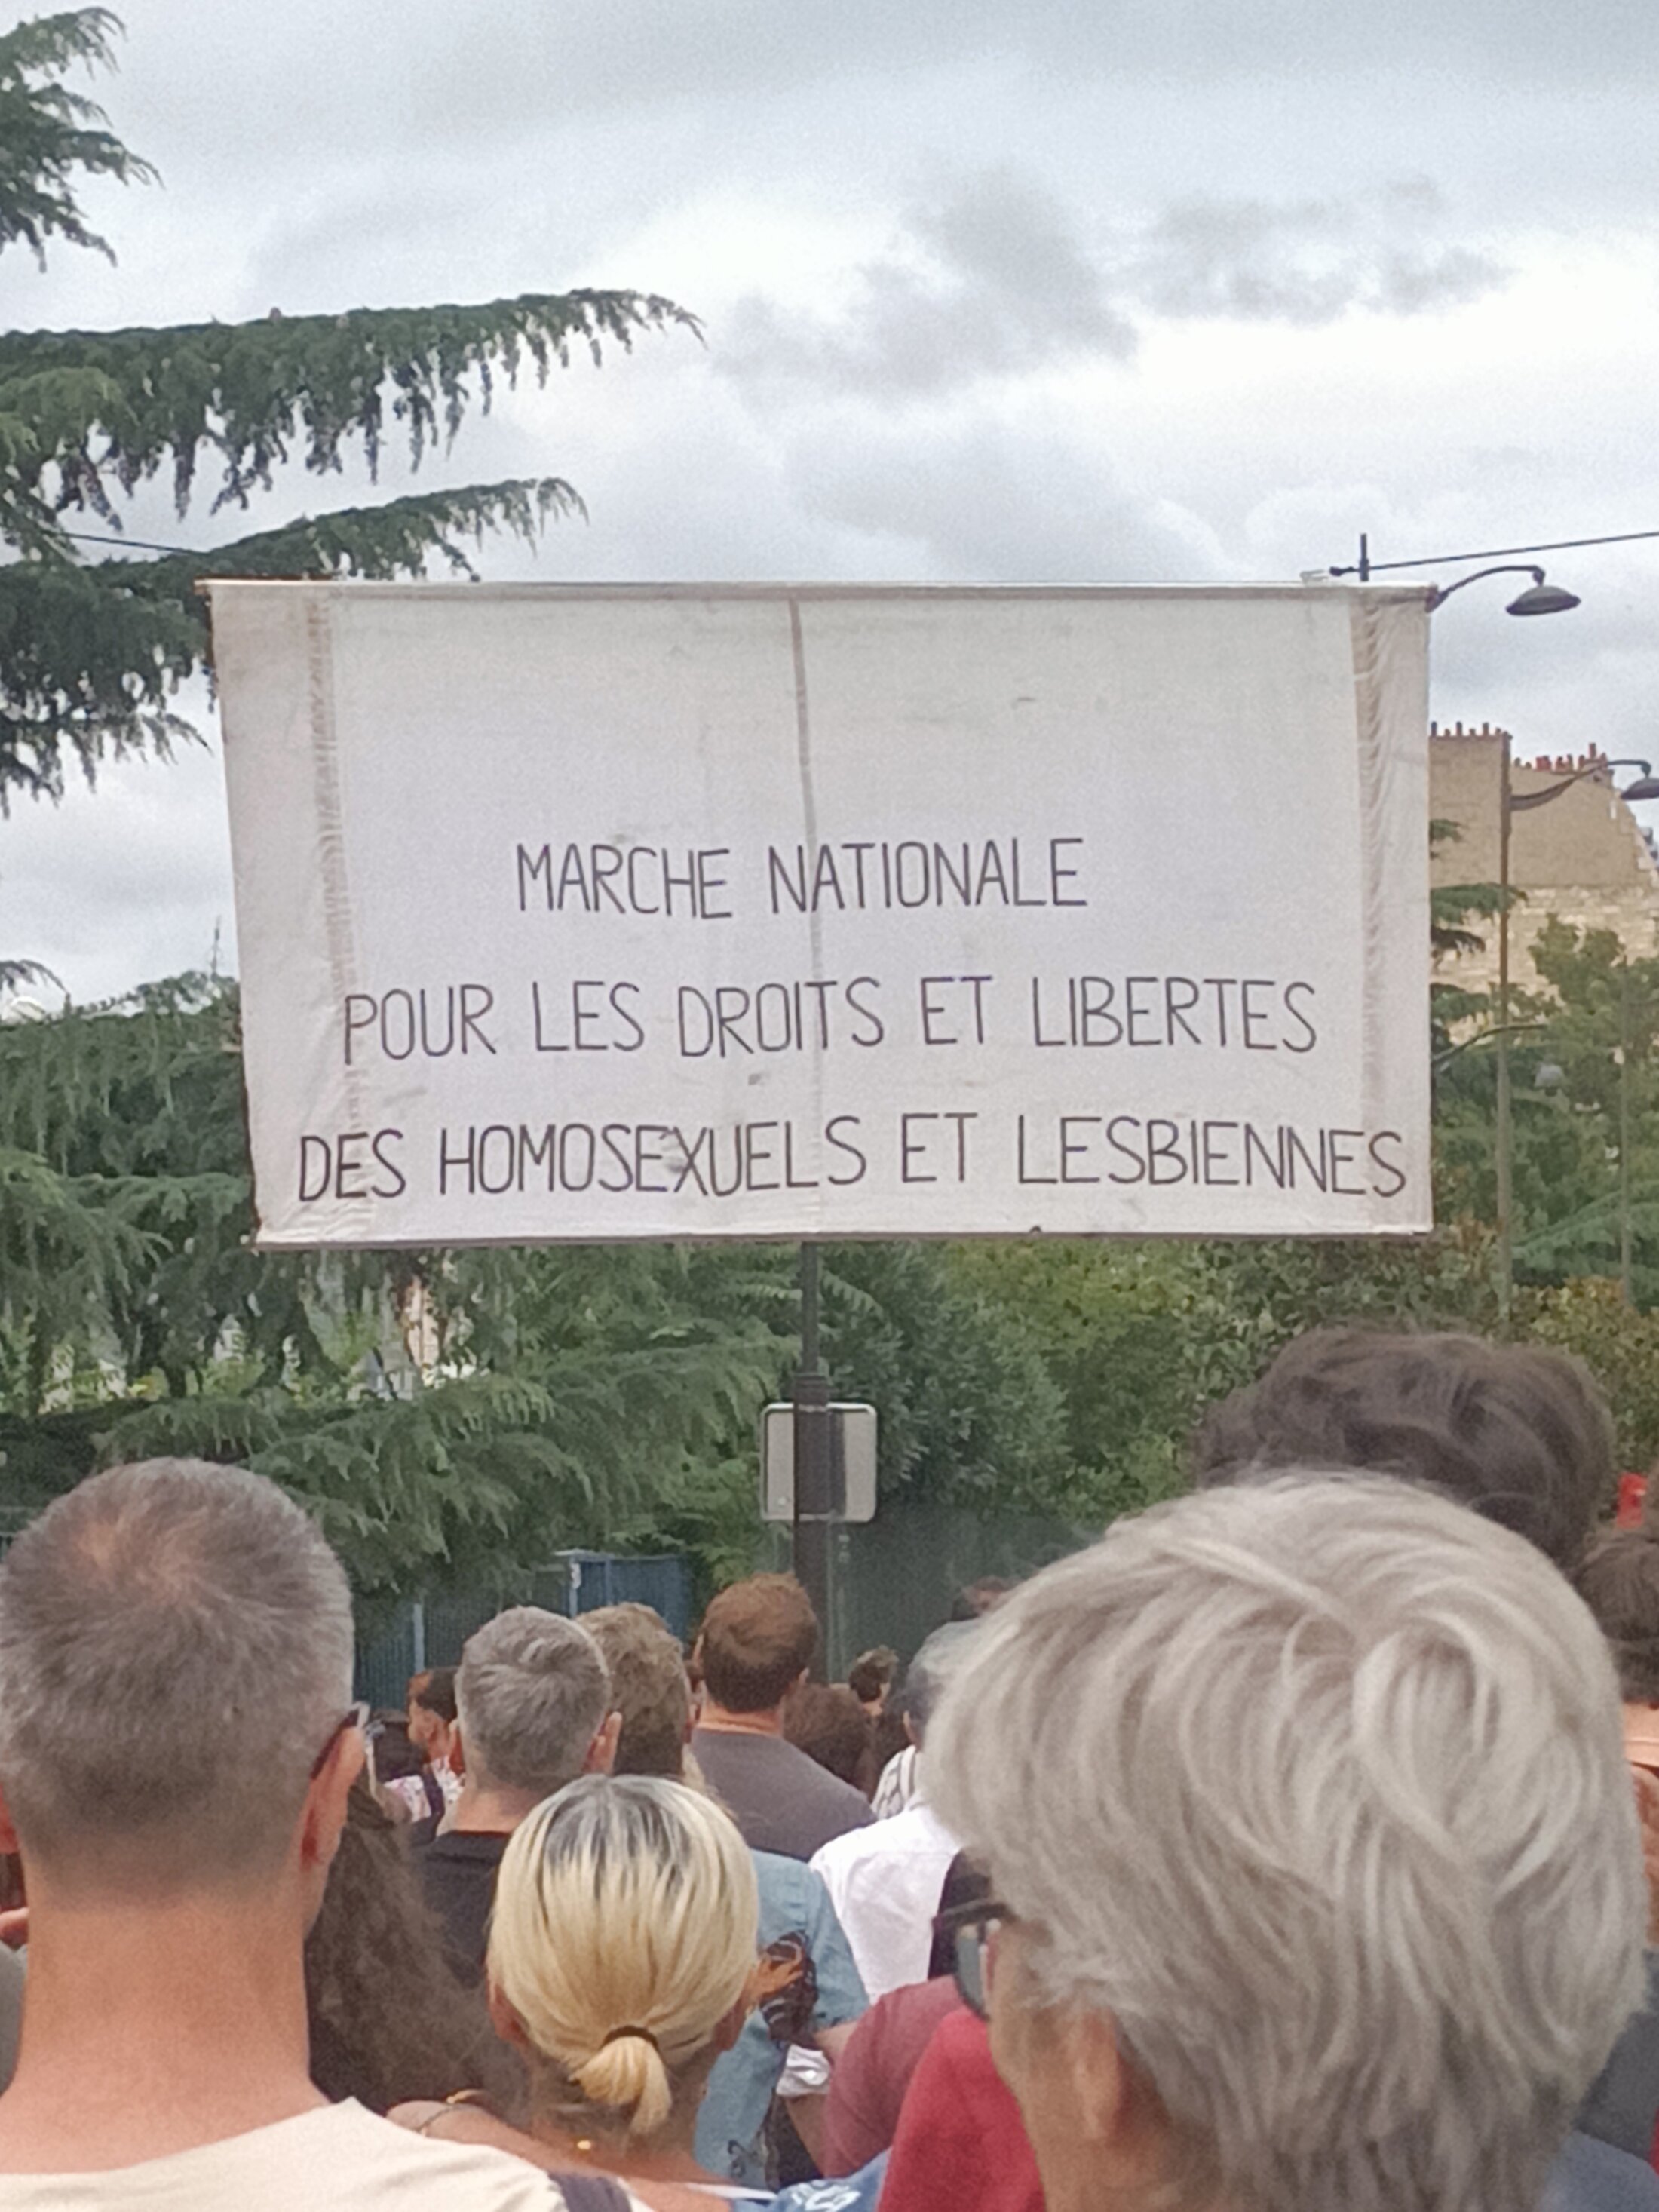 MARCHE NATIONALE
POUR LES DROITS ET LIBERTES
DES HOMOSEXUELS ET LESBIENNES